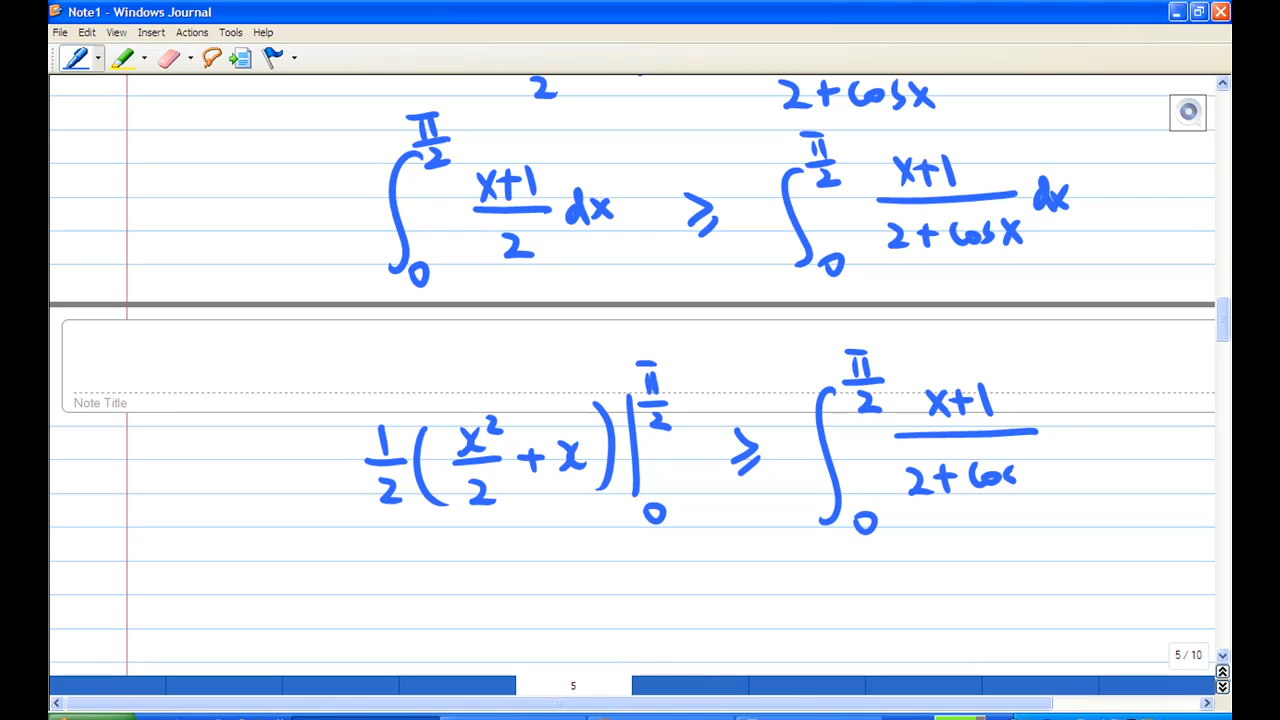 Note1 - Windows Journal
File Edit View Insert Actions Tools Help
2 2+cosx
∫₀^(π/2) (x+1)/2 dx ⩾ ∫₀^(π/2) (x+1)/(2+cosx) dx
Note Title
1/2 (x²/2 + x) |₀^(π/2) ⩾ ∫₀^(π/2) (x+1)/(2+cos
5 / 10
5